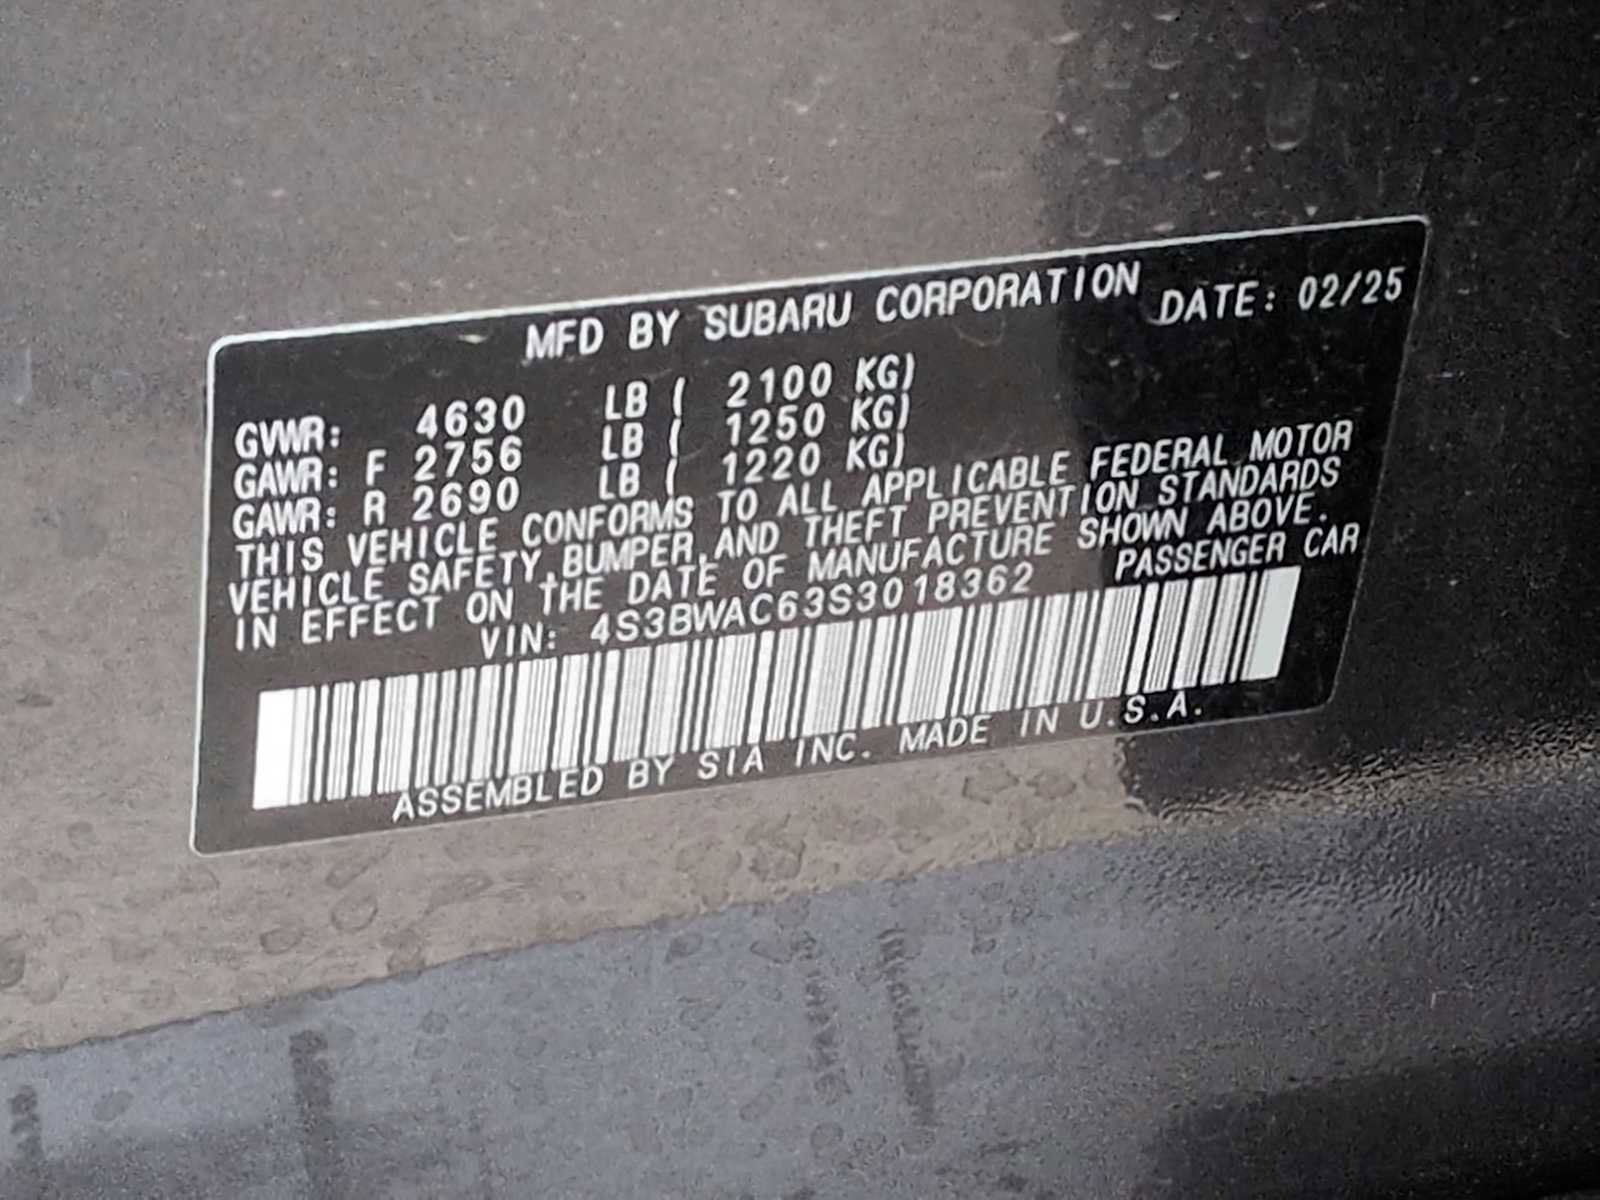 MFD BY SUBARU CORPORATION DATE: 02/25
GVWR: 4630 LB ( 2100 KG)
GAWR: F 2756 LB ( 1250 KG)
GAWR: R 2690 LB ( 1220 KG)
THIS VEHICLE CONFORMS TO ALL APPLICABLE FEDERAL MOTOR
VEHICLE SAFETY, BUMPER, AND THEFT PREVENTION STANDARDS
IN EFFECT ON THE DATE OF MANUFACTURE SHOWN ABOVE.
VIN: 4S3BWAC63S3018362 PASSENGER CAR
ASSEMBLED BY SIA INC. MADE IN U.S.A.